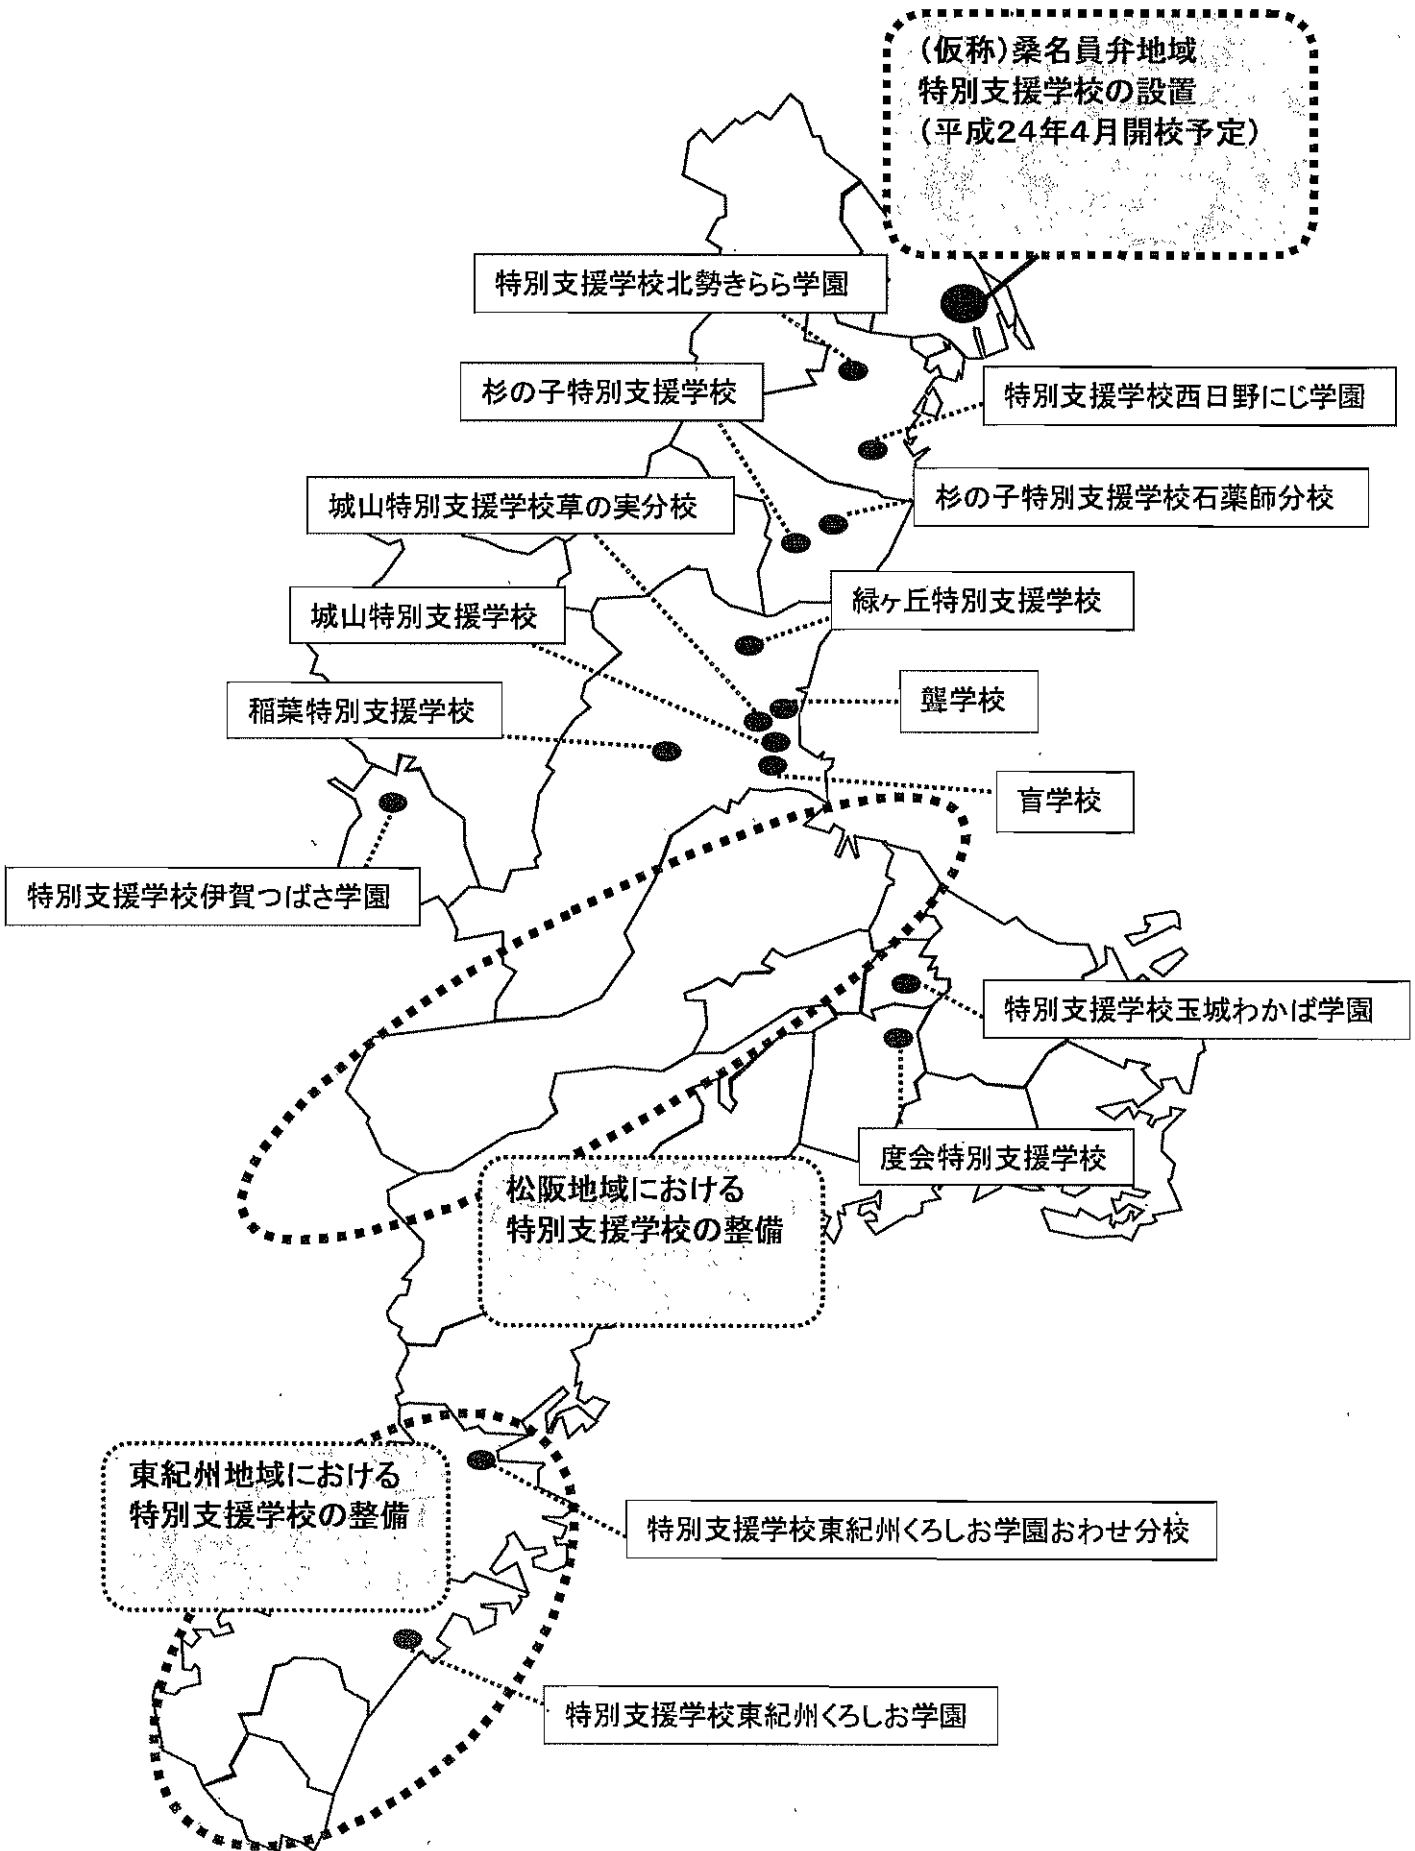 (仮称)桑名員弁地域
特別支援学校の設置
(平成24年4月開校予定)
特別支援学校北勢きらら学園
杉の子特別支援学校
特別支援学校西日野にじ学園
城山特別支援学校草の実分校
杉の子特別支援学校石薬師分校
城山特別支援学校
緑ヶ丘特別支援学校
稲葉特別支援学校
聾学校
盲学校
特別支援学校伊賀つばさ学園
特別支援学校玉城わかば学園
度会特別支援学校
松阪地域における
特別支援学校の整備
東紀州地域における
特別支援学校の整備
特別支援学校東紀州くろしお学園おわせ分校
特別支援学校東紀州くろしお学園